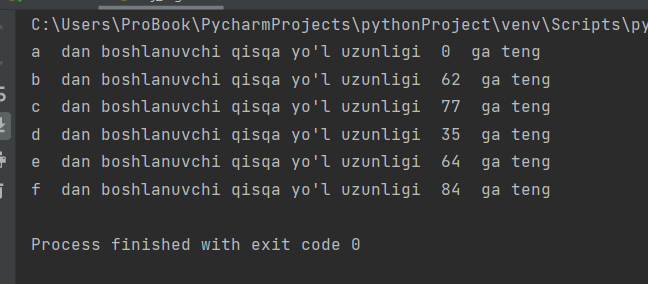 C:\Users\ProBook\PycharmProjects\pythonProject\venv\Scripts\py
a  dan boshlanuvchi qisqa yo'l uzunligi  0  ga teng
b  dan boshlanuvchi qisqa yo'l uzunligi  62  ga teng
c  dan boshlanuvchi qisqa yo'l uzunligi  77  ga teng
d  dan boshlanuvchi qisqa yo'l uzunligi  35  ga teng
e  dan boshlanuvchi qisqa yo'l uzunligi  64  ga teng
f  dan boshlanuvchi qisqa yo'l uzunligi  84  ga teng
Process finished with exit code 0